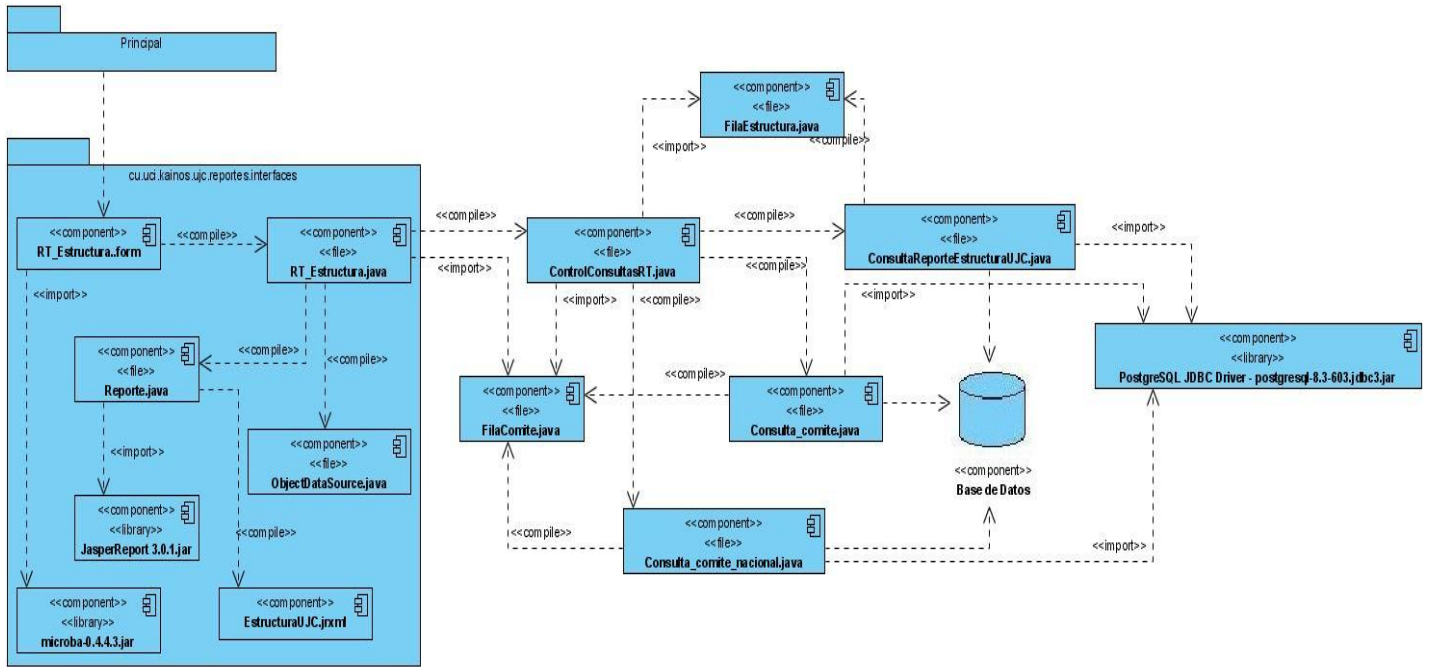 Principal
<<component>>
<<file>>
FilaEstructura.java
<<import>>
<<compile>>
cu.uci.kainos.ujc.reportes.interfaces
<<component>>
RT_Estructura..form
<<compile>>
<<component>>
<<file>>
RT_Estructura.java
<<compile>>
<<import>>
<<component>>
<<file>>
ControlConsultasRT.java
<<compile>>
<<compile>>
<<component>>
<<file>>
ConsultaReporteEstructuraUJC.java
<<import>>
<<import>>
<<import>>
<<compile>>
<<import>>
<<component>>
<<library>>
PostgreSQL JDBC Driver - postgresql-8.3-603.jdbc3.jar
<<component>>
Reporte.java
<<compile>>
<<compile>>
<<component>>
<<file>>
FilaComite.java
<<compile>>
<<component>>
<<file>>
Consulta_comite.java
<<component>>
Base de Datos
<<import>>
<<component>>
<<file>>
ObjectDataSource.java
<<component>>
<<library>>
JasperReport 3.0.1.jar
<<compile>>
<<compile>>
<<component>>
<<file>>
Consulta_comite_nacional.java
<<import>>
<<component>>
<<library>>
microba-0.4.4.3.jar
<<component>>
EstructuraUJC.jrxml